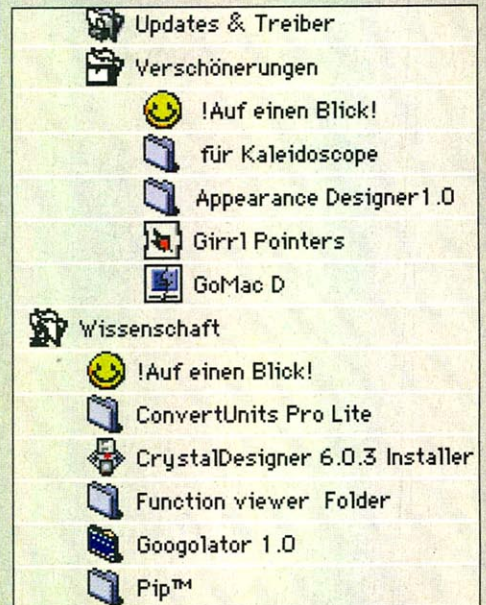 Updates & Treiber
Verschönerungen
!Auf einen Blick!
für Kaleidoscope
Appearance Designer1.0
Girrl Pointers
GoMac D
Wissenschaft
!Auf einen Blick!
ConvertUnits Pro Lite
CrystalDesigner 6.0.3 Installer
Function viewer Folder
Googolator 1.0
Pip™